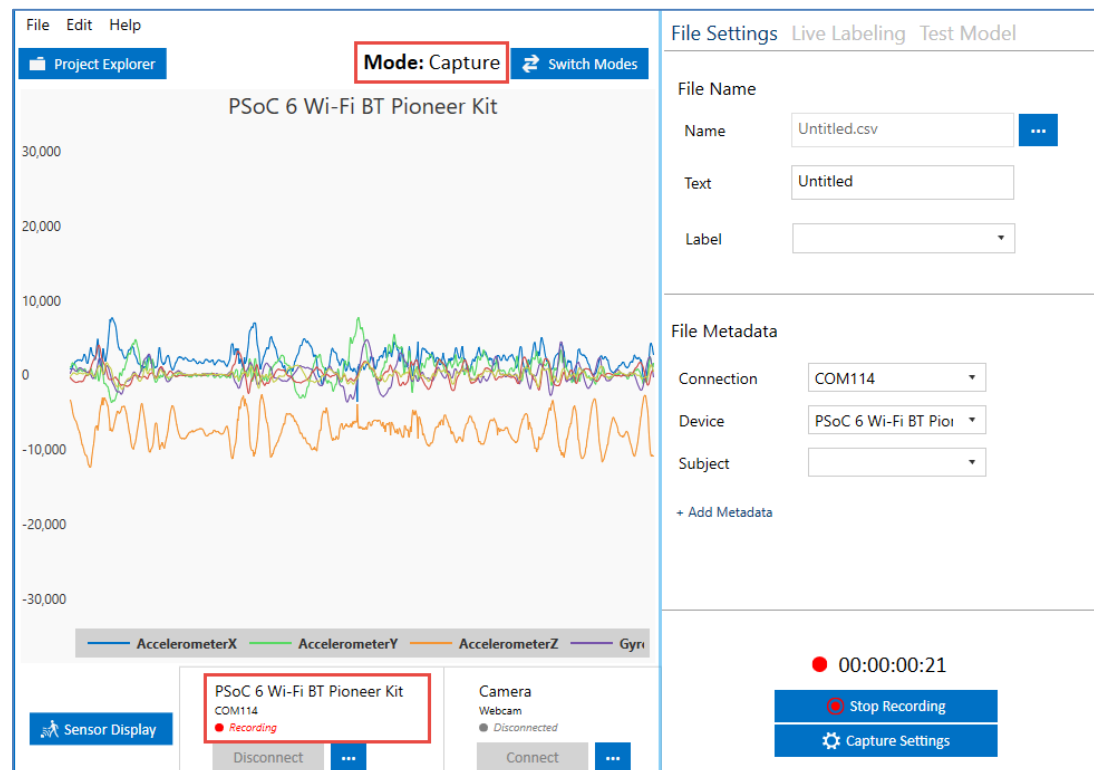 File Edit Help
Project Explorer
Mode: Capture
Switch Modes
PSoC 6 Wi-Fi BT Pioneer Kit
30,000
20,000
10,000
0
-10,000
-20,000
-30,000
AccelerometerX AccelerometerY AccelerometerZ Gyr
Sensor Display
PSoC 6 Wi-Fi BT Pioneer Kit
COM114
Recording
Disconnect ...
Camera
Webcam
Disconnected
Connect ...
File Settings Live Labeling Test Model
File Name
Name Untitled.csv ...
Text Untitled
Label
File Metadata
Connection COM114
Device PSoC 6 Wi-Fi BT Pior
Subject
+ Add Metadata
00:00:00:21
Stop Recording
Capture Settings